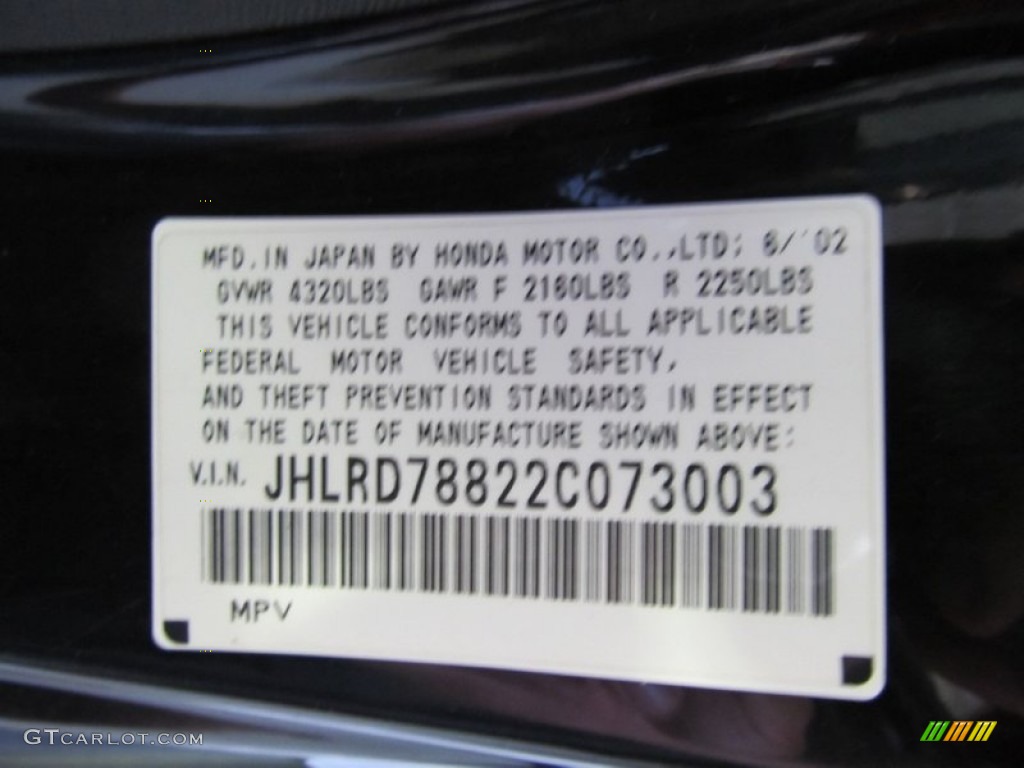 MFD. IN JAPAN BY HONDA MOTOR CO.,LTD; 6/'02
GVWR 4320LBS GAWR F 2160LBS R 2250LBS
THIS VEHICLE CONFORMS TO ALL APPLICABLE
FEDERAL MOTOR VEHICLE SAFETY,
AND THEFT PREVENTION STANDARDS IN EFFECT
ON THE DATE OF MANUFACTURE SHOWN ABOVE:
V.I.N. JHLRD78822C073003
MPV
GTCARLOT.COM